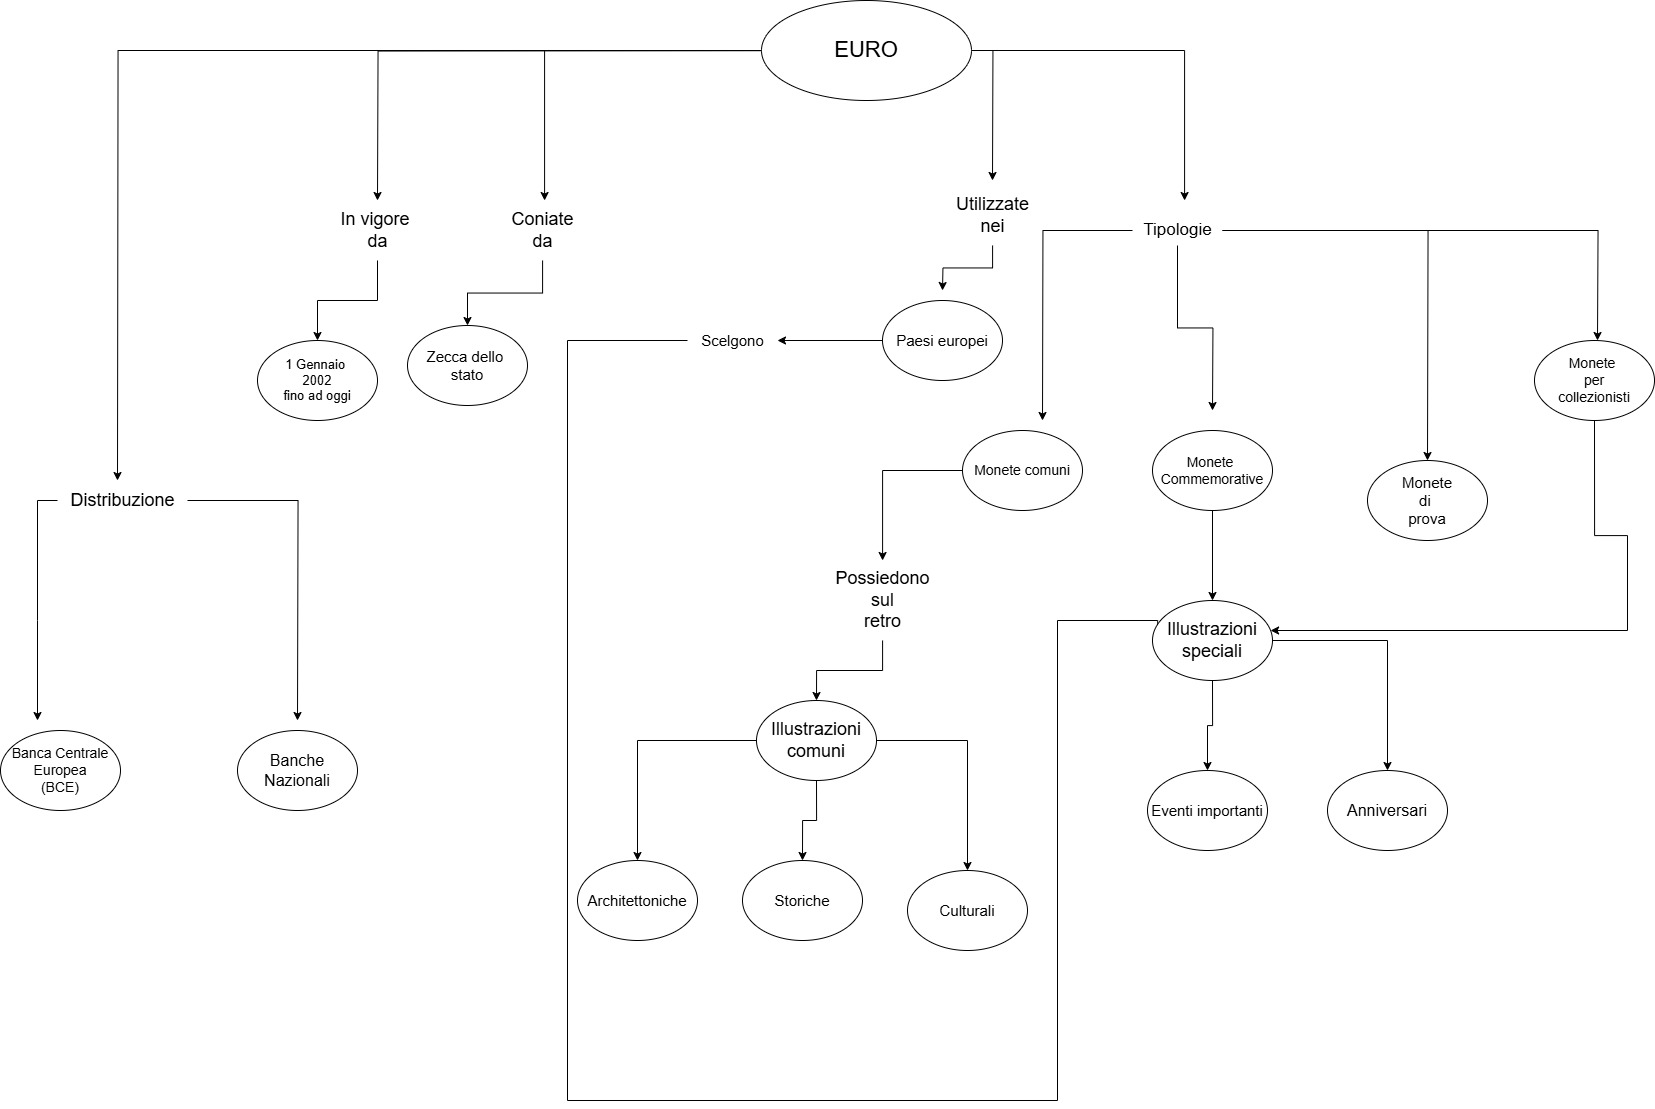 EURO
In vigore
da
Coniate
da
Utilizzate
nei
Tipologie
1 Gennaio
2002
fino ad oggi
Zecca dello
stato
Scelgono
Paesi europei
Monete
per
collezionisti
Monete comuni
Monete
Commemorative
Monete
di
prova
Distribuzione
Possiedono
sul
retro
Illustrazioni
speciali
Banca Centrale
Europea
(BCE)
Banche
Nazionali
Illustrazioni
comuni
Eventi importanti
Anniversari
Architettoniche
Storiche
Culturali